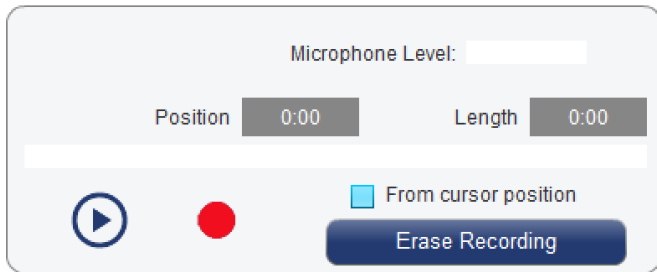 Microphone Level:
Position 0:00 Length 0:00
From cursor position
Erase Recording